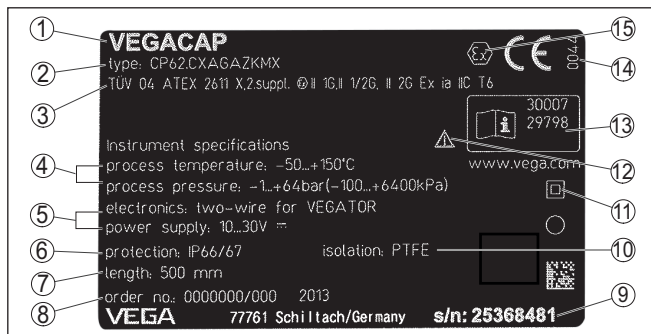 VEGACAP
type: CP62.CXAGAZKMX
TÜV 04 ATEX 2611 X,2.suppl. Ex II 1G,II 1/2G, II 2G Ex ia IIC T6
CE 0044
30007
29798
i
www.vega.com
Instrument specifications
process temperature: -50...+150°C
process pressure: -1...+64bar(-100...+6400kPa)
electronics: two-wire for VEGATOR
power supply: 10...30V
protection: IP66/67 isolation: PTFE
length: 500 mm
order no.: 0000000/000 2013
VEGA 77761 Schiltach/Germany s/n: 25368481
1
2
3
4
5
6
7
8
9
10
11
12
13
14
15
Ex